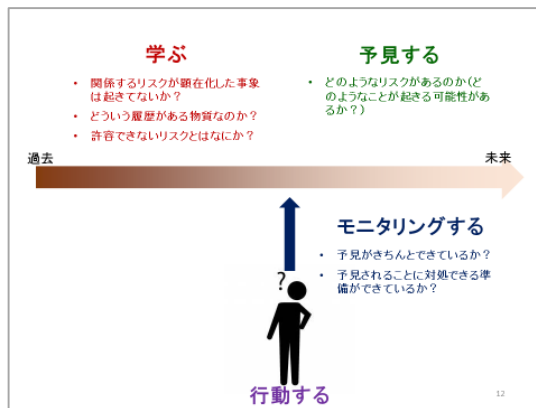 学ぶ
• 関係するリスクが顕在化した事象
は起きてないか?
• どういう履歴がある物質なのか?
• 許容できないリスクとはなにか?
予見する
• どのようなリスクがあるのか(ど
のようなことが起きる可能性があ
るか?)
過去
未来
モニタリングする
• 予見がきちんとできているか?
• 予見されることに対処できる準
備ができているか?
?
行動する
12